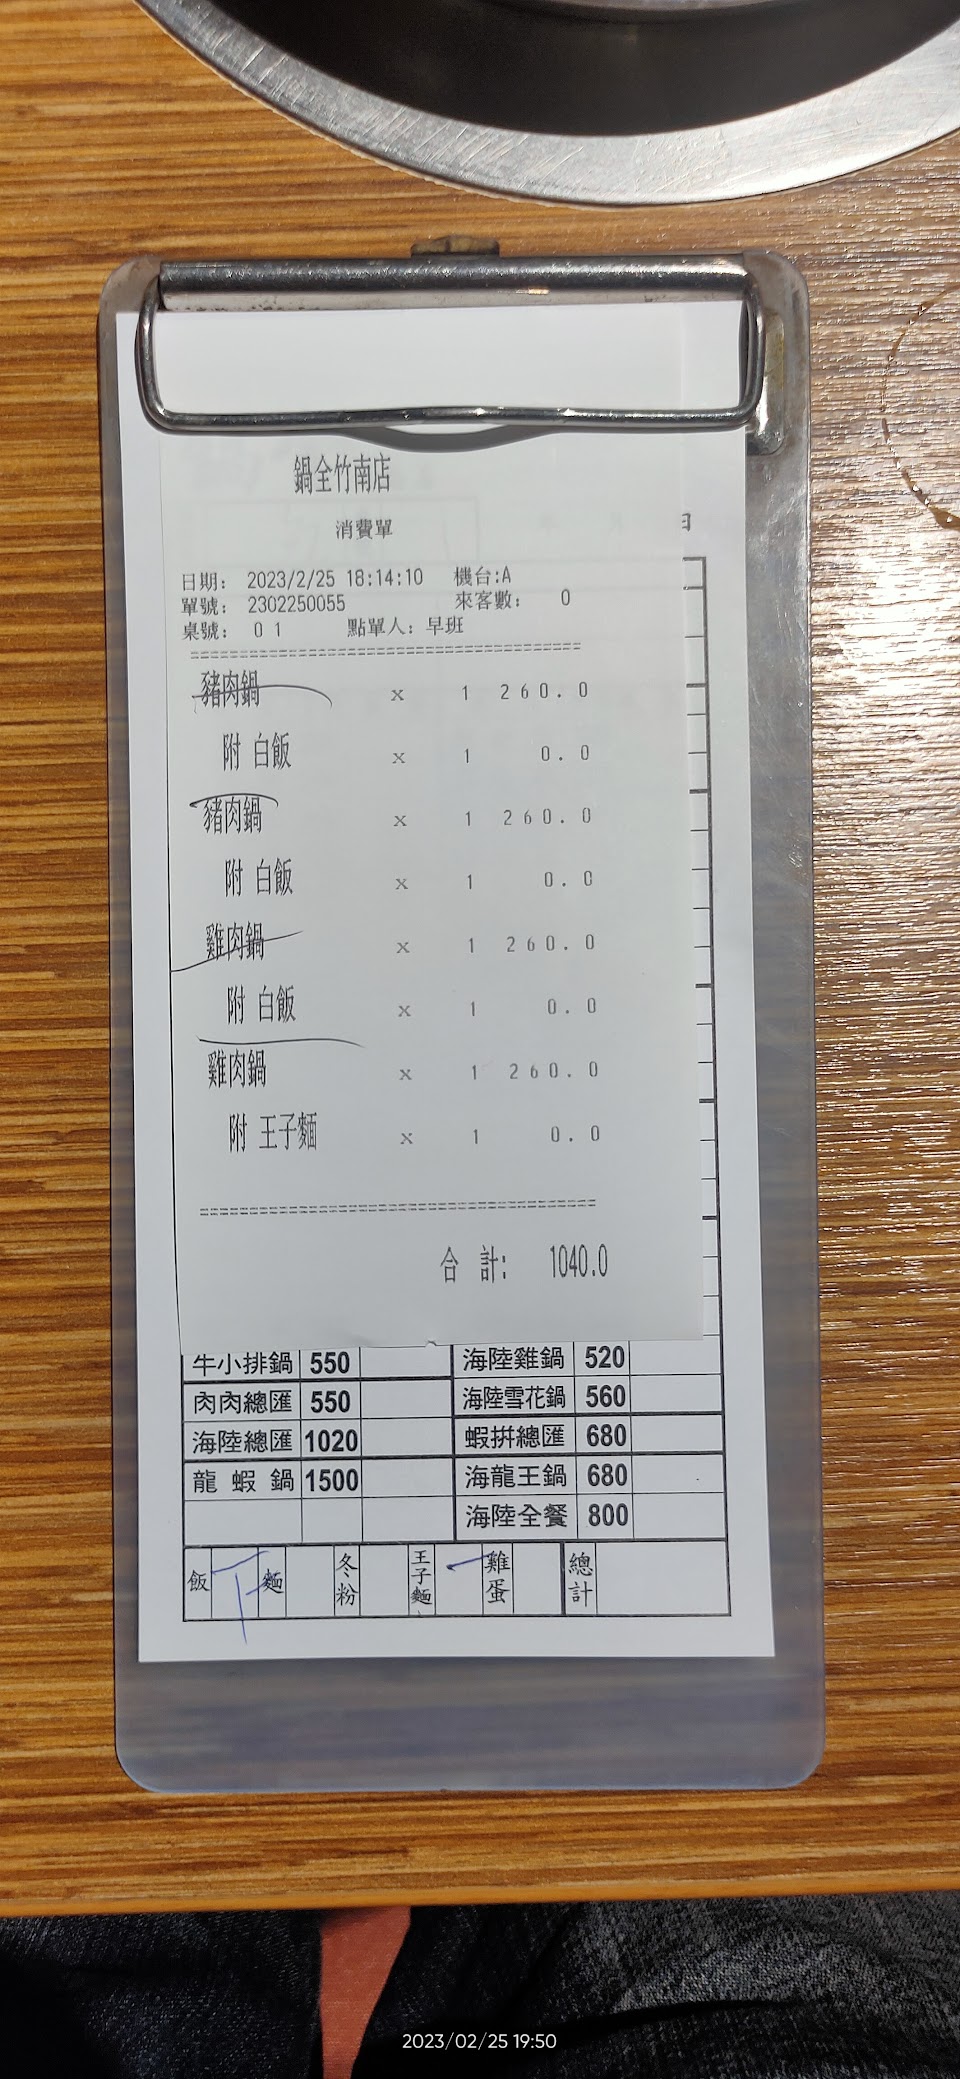 鍋全竹南店
消費單
日
日期: 2023/2/25 18:14:10 機台:A
單號: 2302250055 來客數: 0
桌號: 01 點單人: 早班
豬肉鍋 x 1 260.0
附 白飯 x 1 0.0
豬肉鍋 x 1 260.0
附 白飯 x 1 0.0
雞肉鍋 x 1 260.0
附 白飯 x 1 0.0
雞肉鍋 x 1 260.0
附 王子麵 x 1 0.0
合 計: 1040.0
牛小排鍋 550 海陸雞鍋 520
肉肉總匯 550 海陸雪花鍋 560
海陸總匯 1020 蝦拚總匯 680
龍蝦鍋 1500 海龍王鍋 680
海陸全餐 800
飯 麵 冬粉 王子麵 雞蛋 總計
2023/02/25 19:50